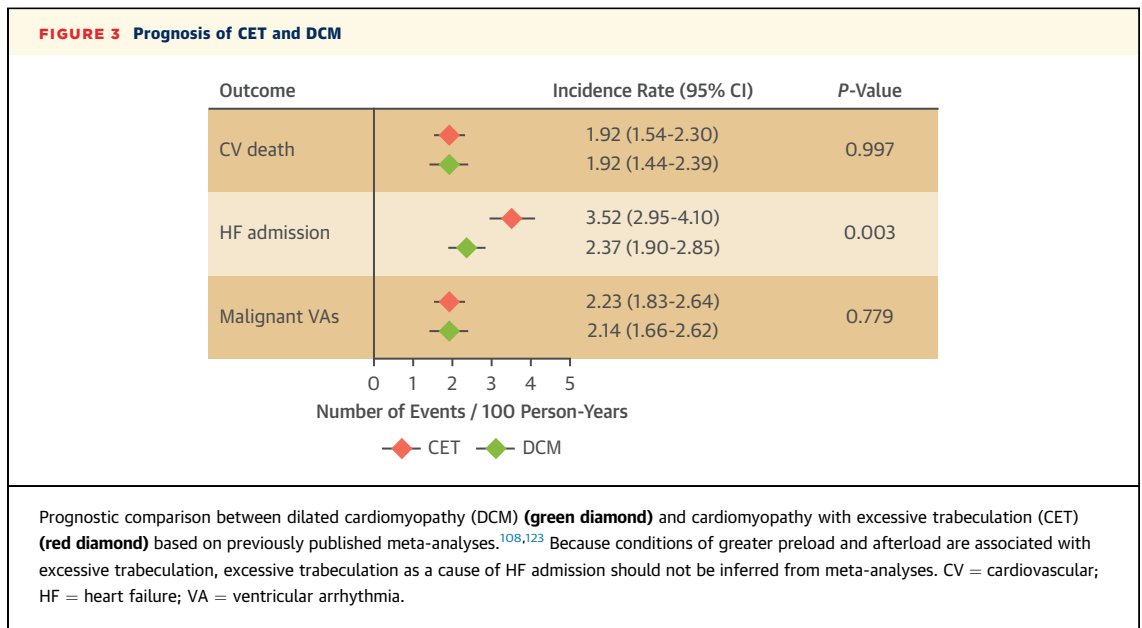 FIGURE 3 Prognosis of CET and DCM
Outcome Incidence Rate (95% CI) P-Value
CV death 1.92 (1.54-2.30) 0.997
1.92 (1.44-2.39)
HF admission 3.52 (2.95-4.10) 0.003
2.37 (1.90-2.85)
Malignant VAs 2.23 (1.83-2.64) 0.779
2.14 (1.66-2.62)
0 1 2 3 4 5
Number of Events / 100 Person-Years
CET DCM
Prognostic comparison between dilated cardiomyopathy (DCM) (green diamond) and cardiomyopathy with excessive trabeculation (CET)
(red diamond) based on previously published meta-analyses.108,123 Because conditions of greater preload and afterload are associated with
excessive trabeculation, excessive trabeculation as a cause of HF admission should not be inferred from meta-analyses. CV = cardiovascular;
HF = heart failure; VA = ventricular arrhythmia.